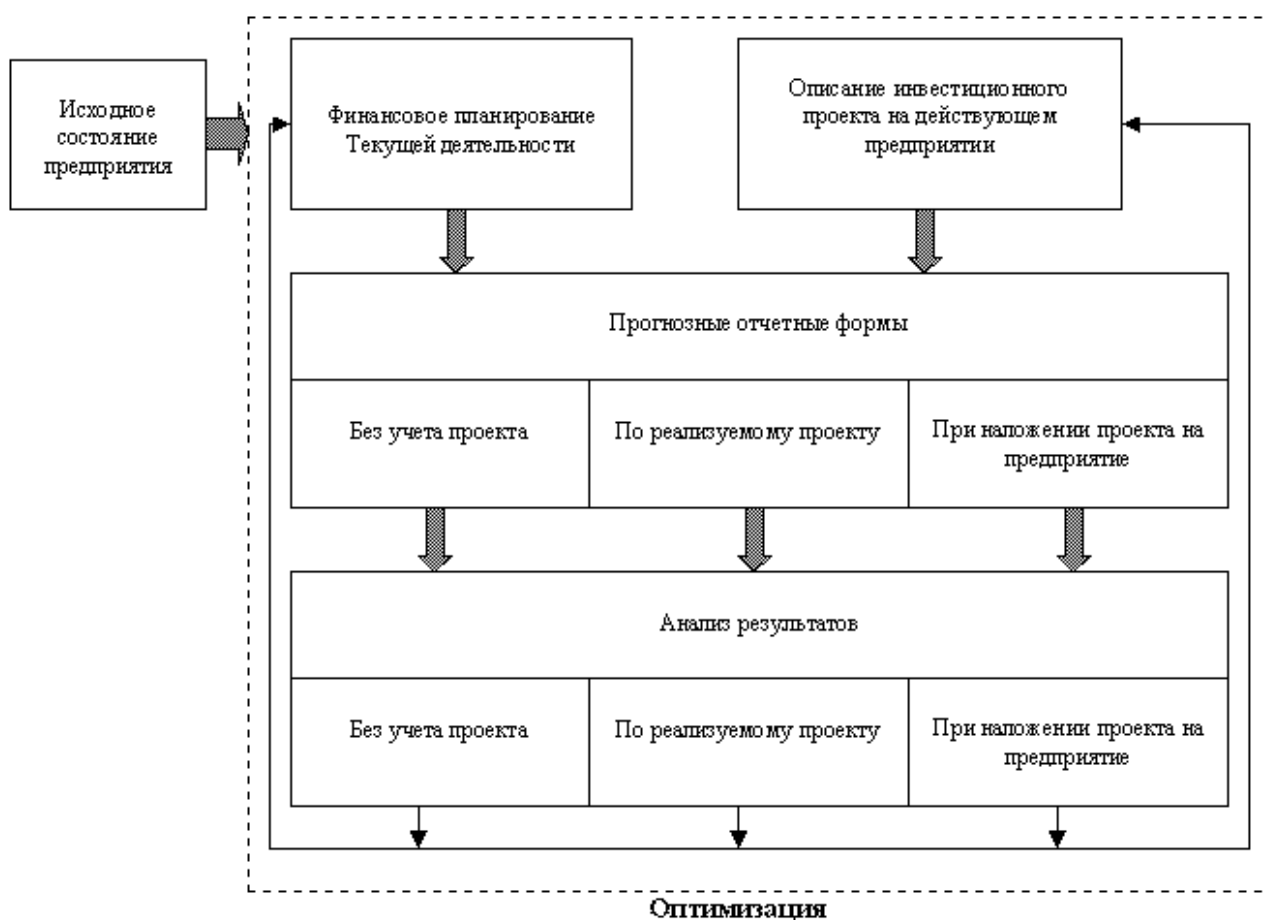 Исходное
состояние
предприятия
Финансовое планирование
Текущей деятельности
Описание инвестиционного
проекта на действующем
предприятии
Прогнозные отчетные формы
Без учета проекта
По реализуемому проекту
При наложении проекта на
предприятие
Анализ результатов
Без учета проекта
По реализуемому проекту
При наложении проекта на
предприятие
Оптимизация